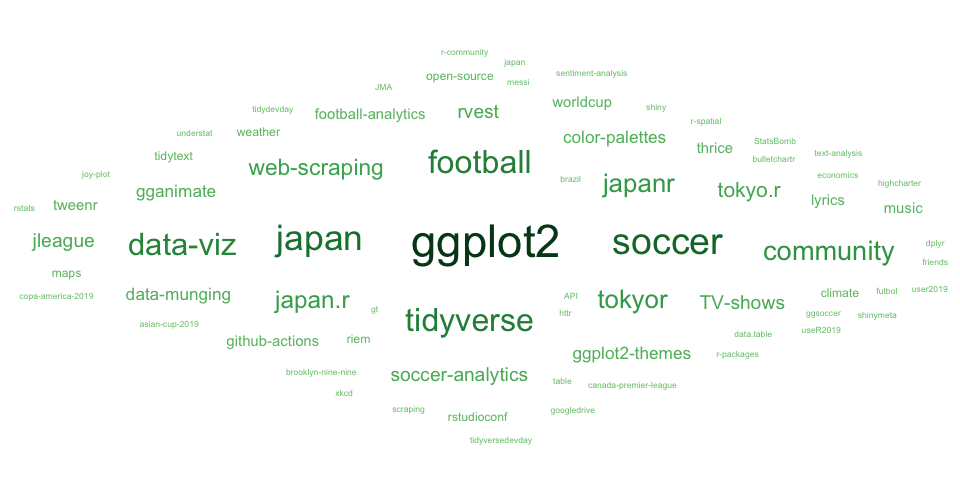 r-community
japan
open-source
messi
sentiment-analysis
JMA
tidydevday
football-analytics
rvest
worldcup
shiny
r-spatial
understat
weather
color-palettes
thrice
StatsBomb
tidytext
web-scraping
football
bulletchartr
text-analysis
joy-plot
gganimate
brazil
japanr
tokyo.r
economics
highcharter
rstats
tweenr
lyrics
music
jleague
data-viz
japan
ggplot2
soccer
community
dplyr
friends
maps
copa-america-2019
data-munging
japan.r
gt
API
httr
tokyor
TV-shows
climate
futbol
user2019
ggsoccer
shinymeta
asian-cup-2019
tidyverse
data.table
useR2019
github-actions
riem
ggplot2-themes
r-packages
brooklyn-nine-nine
soccer-analytics
table
canada-premier-league
xkcd
scraping
rstudioconf
googledrive
tidyversedevday